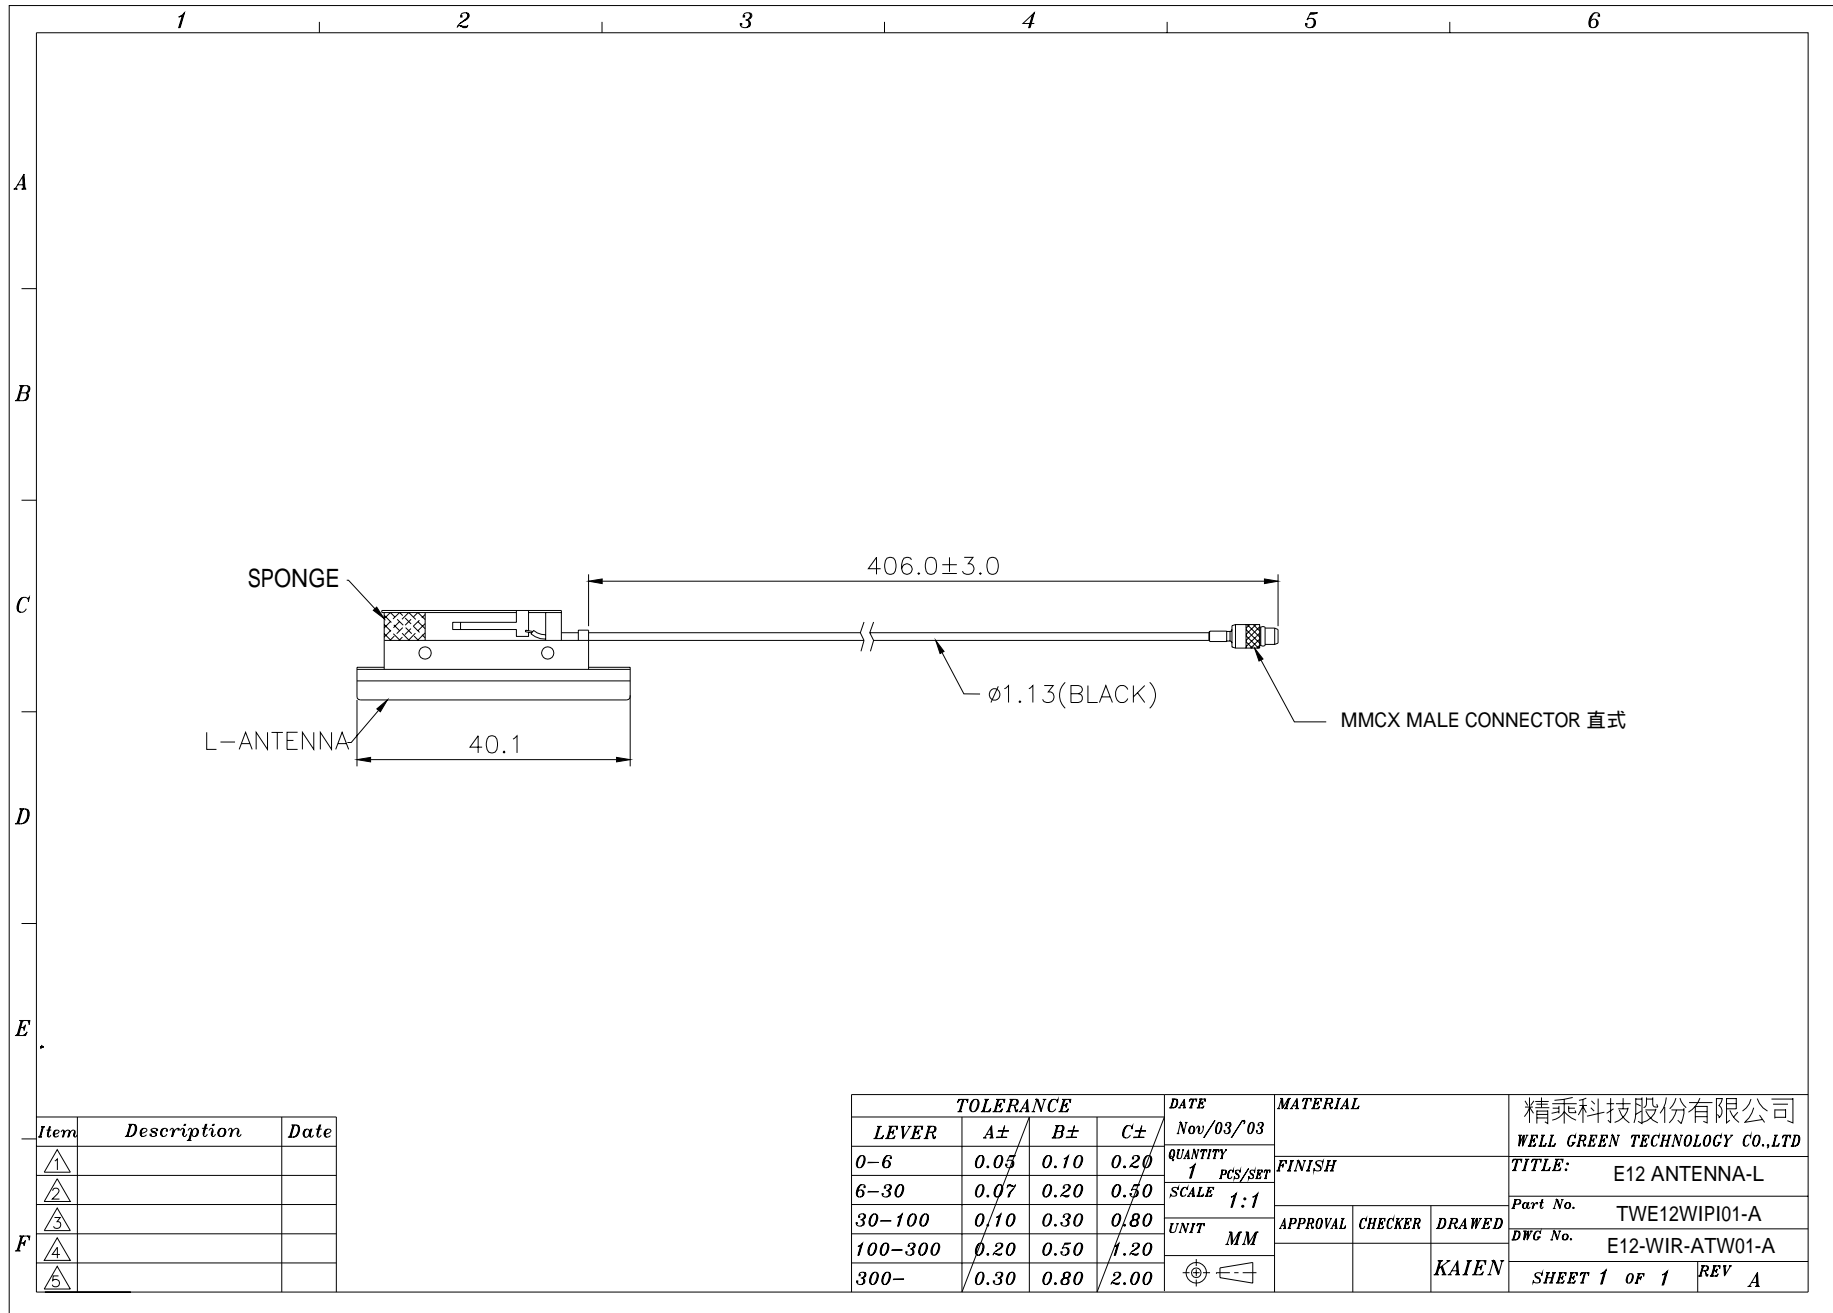 1 2 3 4 5 6
A
B
C
D
E
F
406.0±3.0
SPONGE
ø1.13(BLACK)
MMCX MALE CONNECTOR 直式
L-ANTENNA
40.1
Item Description Date
1
2
3
4
5
TOLERANCE
LEVER A± B± C±
0-6 0.05 0.10 0.20
6-30 0.07 0.20 0.50
30-100 0.10 0.30 0.80
100-300 0.20 0.50 1.20
300- 0.30 0.80 2.00
DATE
Nov/03/'03
QUANTITY
1 PCS/SET
SCALE 1:1
UNIT MM
MATERIAL
FINISH
APPROVAL CHECKER DRAWED
KAIEN
精乘科技股份有限公司
WELL GREEN TECHNOLOGY CO.,LTD
TITLE: E12 ANTENNA-L
Part No. TWE12WIPI01-A
DWG No. E12-WIR-ATW01-A
SHEET 1 OF 1 REV A